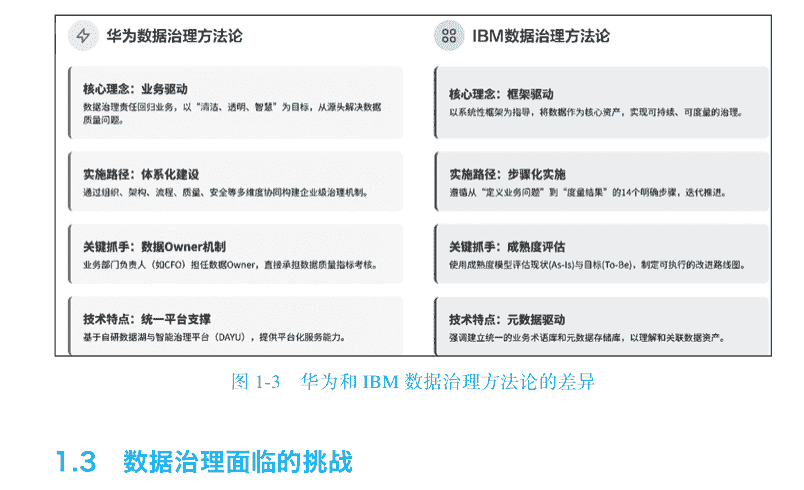 华为数据治理方法论
核心理念：业务驱动
数据治理责任回归业务，以“清洁、透明、智慧”为目标，从源头解决数据
质量问题。
实施路径：体系化建设
通过组织、架构、流程、质量、安全等多维度协同构建企业级治理机制。
关键抓手：数据Owner机制
业务部门负责人（如CFO）担任数据Owner，直接承担数据质量指标考核。
技术特点：统一平台支撑
基于自研数据湖与智能治理平台（DAYU），提供平台化服务能力。
IBM数据治理方法论
核心理念：框架驱动
以系统性框架为指导，将数据作为核心资产，实现可持续、可度量的治理。
实施路径：步骤化实施
遵循从“定义业务问题”到“度量结果”的14个明确步骤，迭代推进。
关键抓手：成熟度评估
使用成熟度模型评估现状(As-Is)与目标(To-Be)，制定可执行的改进路线图。
技术特点：元数据驱动
强调建立统一的业务术语库和元数据存储库，以理解和关联数据资产。
图 1-3 华为和 IBM 数据治理方法论的差异
1.3 数据治理面临的挑战